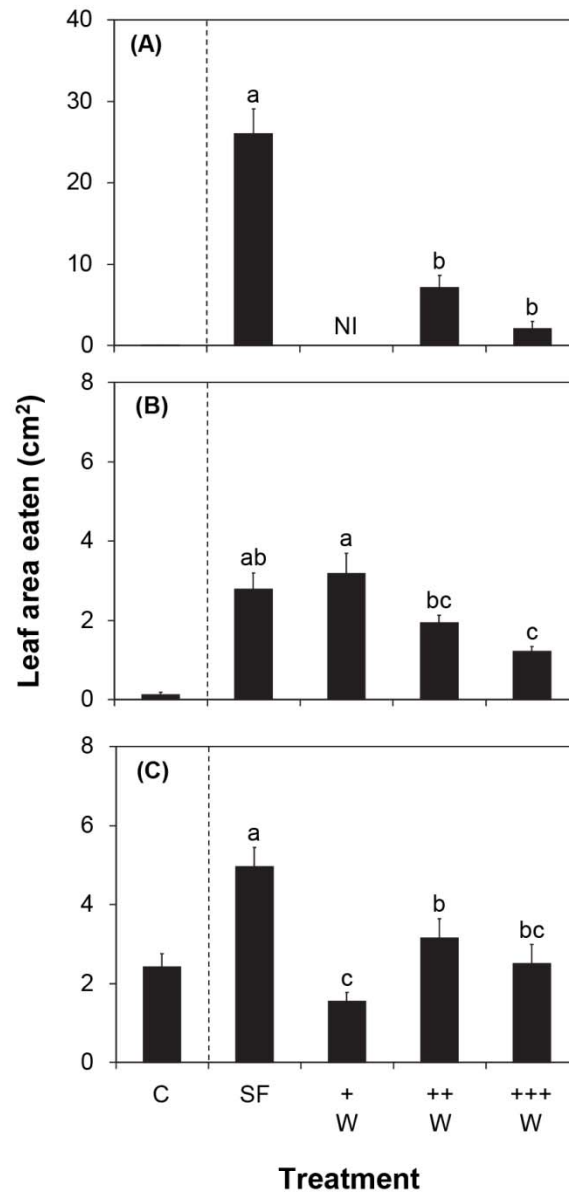 Leaf area eaten (cm²)
40
30
20
10
0
(A)
a
NI
b
b
8
6
4
2
0
(B)
ab
a
bc
c
8
6
4
2
0
(C)
a
c
b
bc
C SF + ++ +++
W W W
Treatment